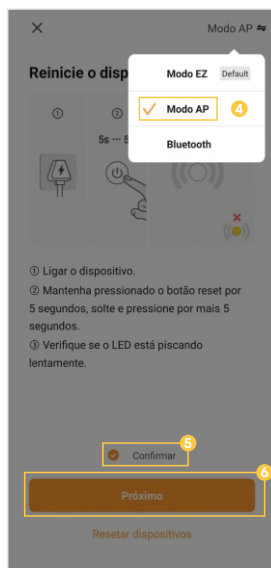 Modo AP
Reinicie o disp
Modo EZ Default
Modo AP 4
Bluetooth
① ②
5s ··· 5
① Ligar o dispositivo.
② Mantenha pressionado o botão reset por
5 segundos, solte e pressione por mais 5
segundos.
③ Verifique se o LED está piscando
lentamente.
5
Confirmar
6
Próximo
Resetar dispositivos